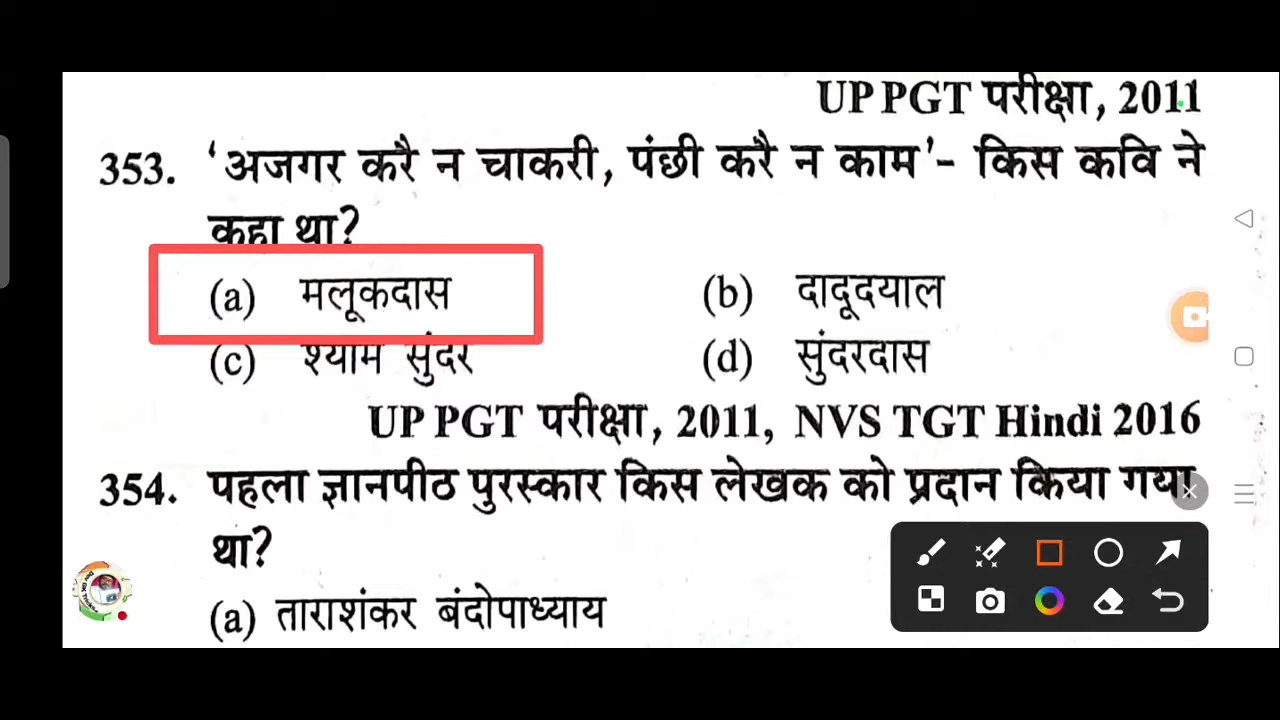 UP PGT परीक्षा, 2011
353. 'अजगर करै न चाकरी, पंछी करै न काम'- किस कवि ने
कहा था?
(a) मलूकदास (b) दादूदयाल
(c) श्याम सुंदर (d) सुंदरदास
UP PGT परीक्षा, 2011, NVS TGT Hindi 2016
354. पहला ज्ञानपीठ पुरस्कार किस लेखक को प्रदान किया गया
था?
(a) ताराशंकर बंदोपाध्याय